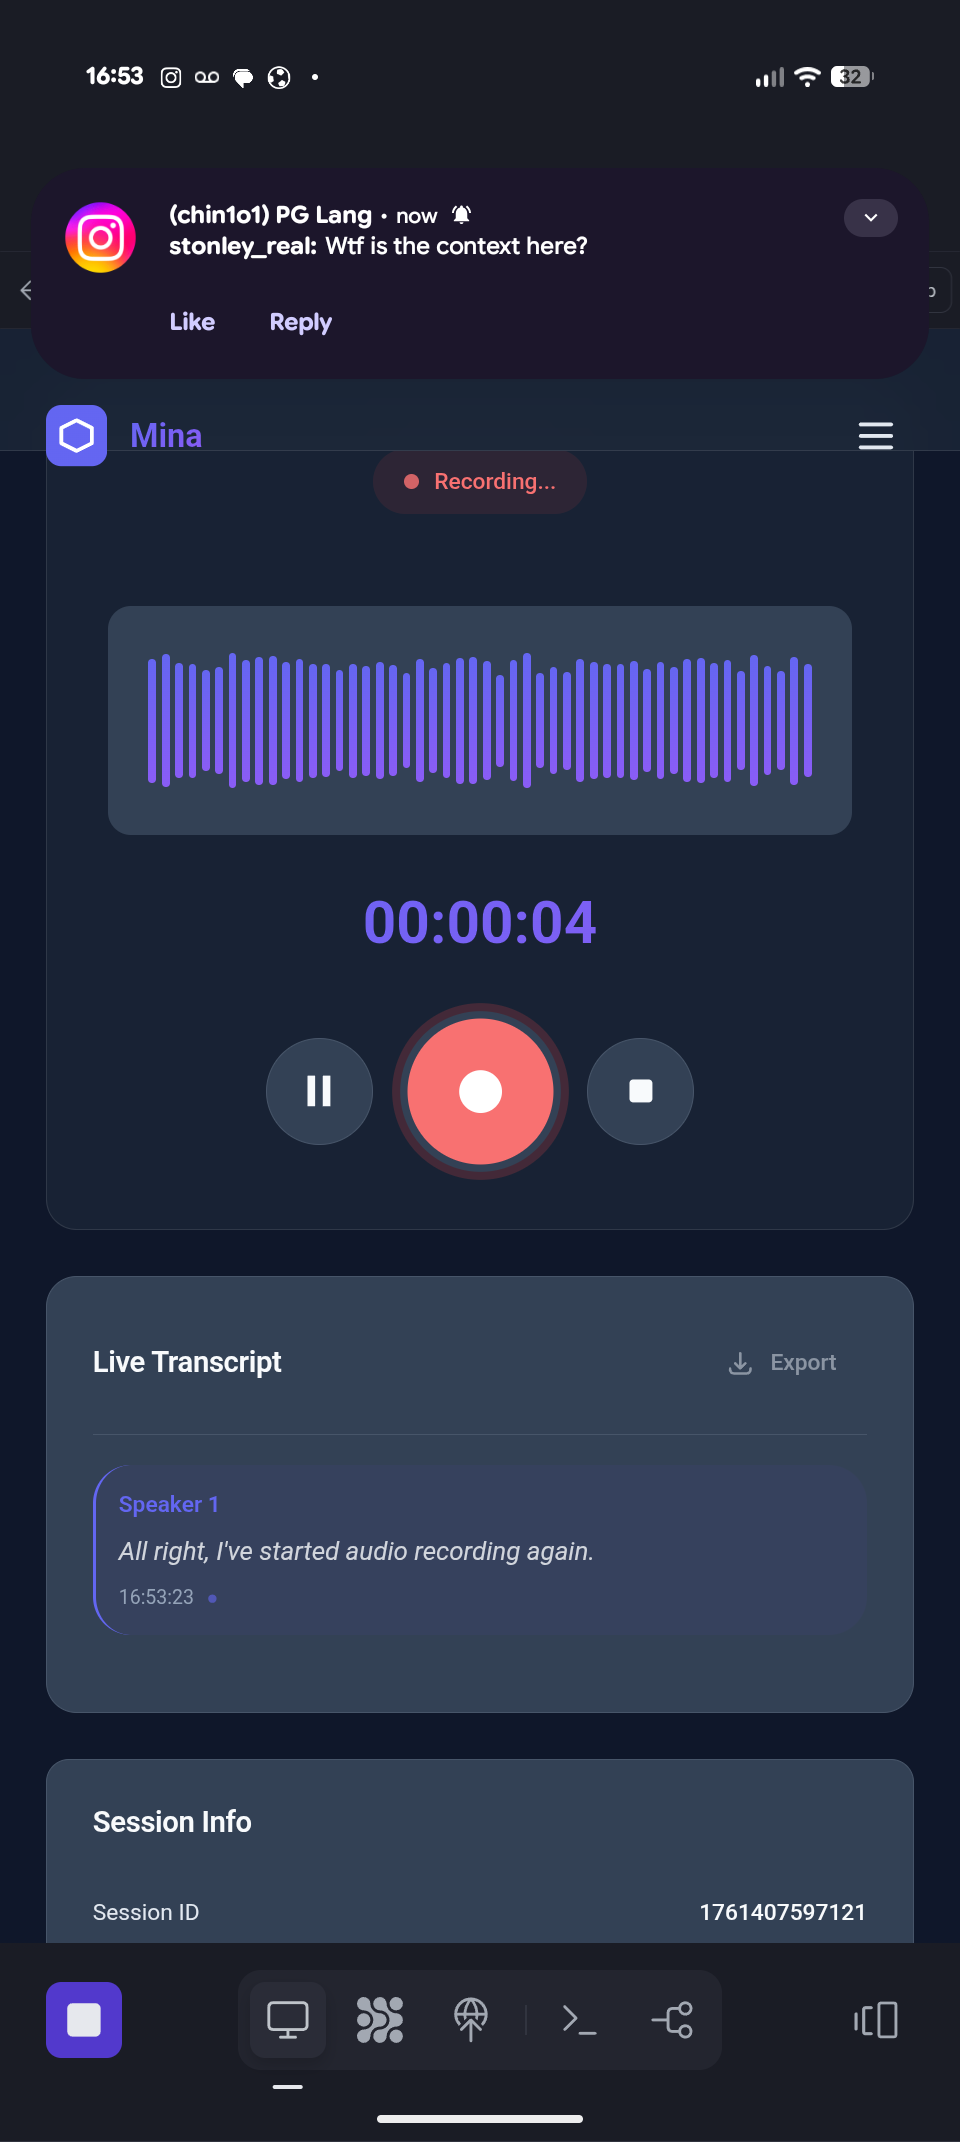 16:53
32
(chin1o1) PG Lang • now
stonley_real: Wtf is the context here?
Like Reply
Mina
Recording...
00:00:04
Live Transcript
Export
Speaker 1
All right, I've started audio recording again.
16:53:23
Session Info
Session ID 1761407597121